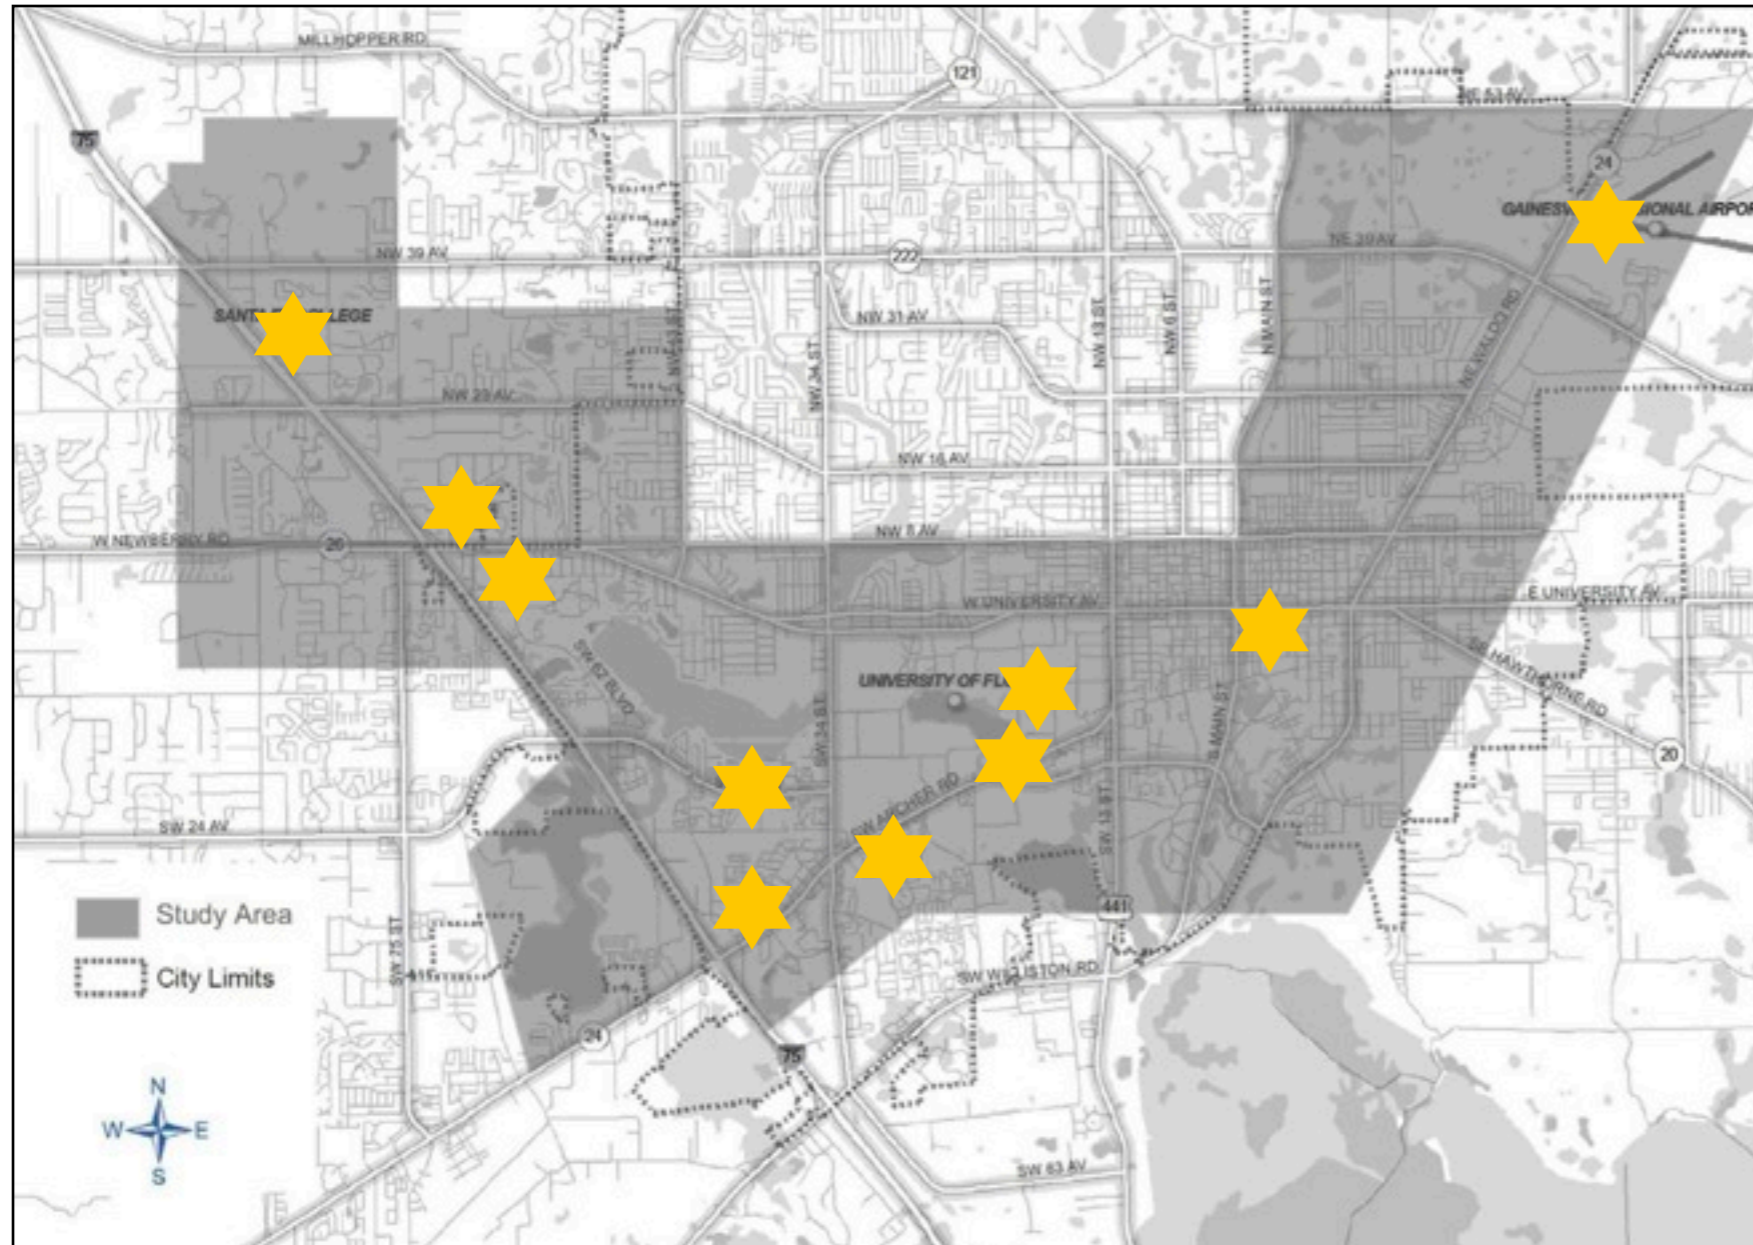 MILLHOPPER RD
121
NE 53 AV
75
24
NW 39 AV
222
NE 39 AV
NW 31 AV
NW 13 ST
NW 6 ST
N MAIN ST
NE WALDO RD
NW 34 ST
NW 23 AV
NW 16 AV
W NEWBERRY RD
26
NW 8 AV
W UNIVERSITY AV
E UNIVERSITY AV
SE HAWTHORNE RD
20
SW 62 BLVD
UNIVERSITY OF
SW 34 ST
S MAIN ST
SW ARCHER RD
SW 13 ST
SW 24 AV
441
SW WILLISTON RD
SW 75 ST
Study Area
City Limits
24
75
SW 63 AV
N
W
E
S